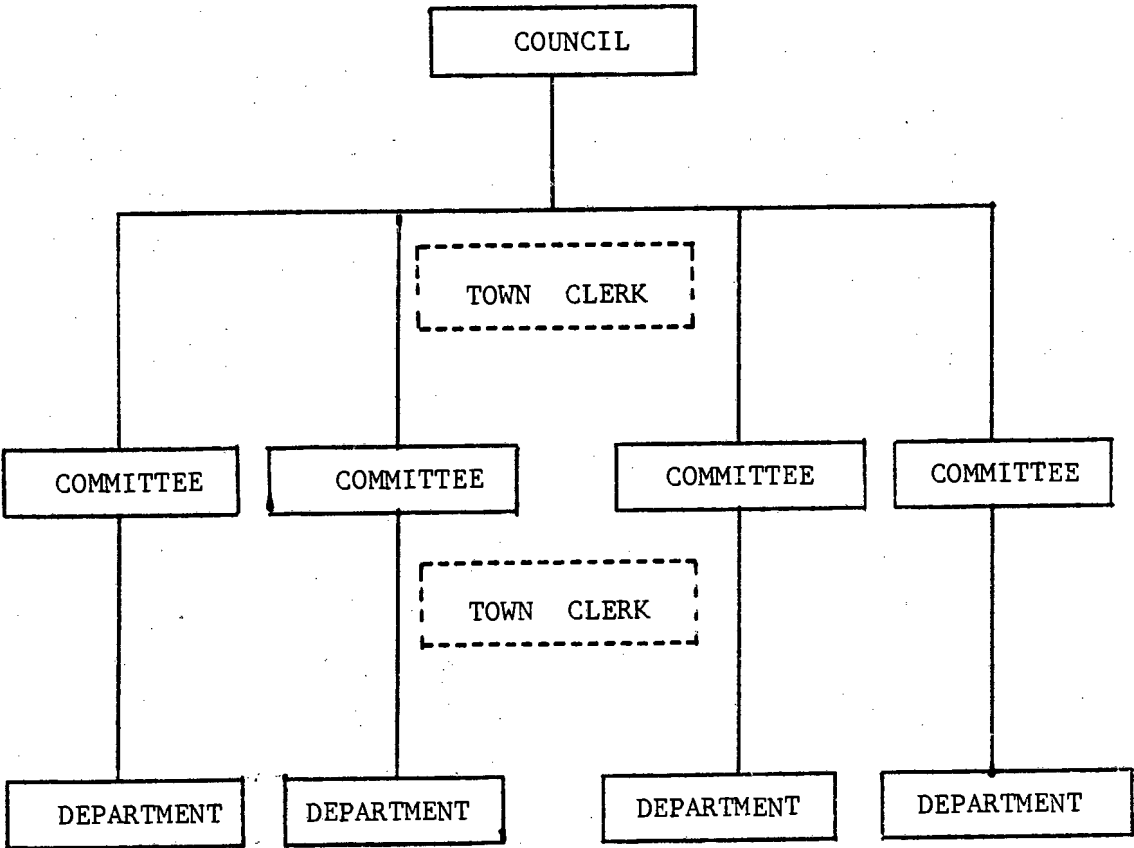 COUNCIL
TOWN CLERK
COMMITTEE COMMITTEE COMMITTEE COMMITTEE
TOWN CLERK
DEPARTMENT DEPARTMENT DEPARTMENT DEPARTMENT